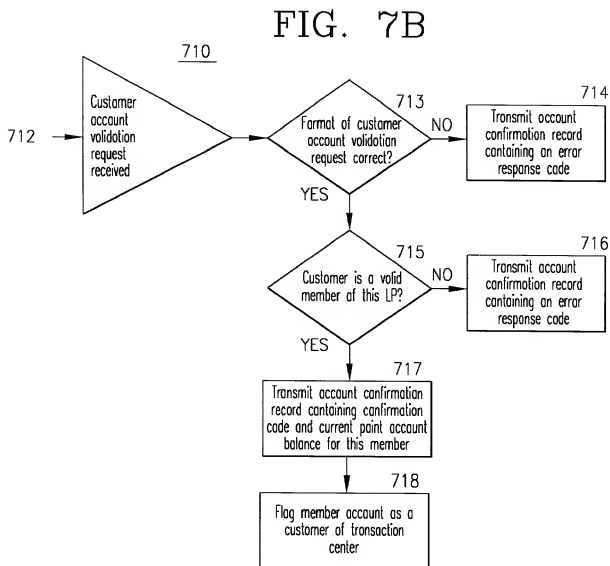 FIG. 7B
710
712
Customer
account
validation
request
received
713
Format of customer
account validation
request correct?
NO
714
Transmit account
confirmation record
containing an error
response code
YES
715
Customer is a valid
member of this LP?
NO
716
Transmit account
confirmation record
containing an error
response code
YES
717
Transmit account confirmation
record containing confirmation
code and current point account
balance for this member
718
Flag member account as a
customer of transaction
center